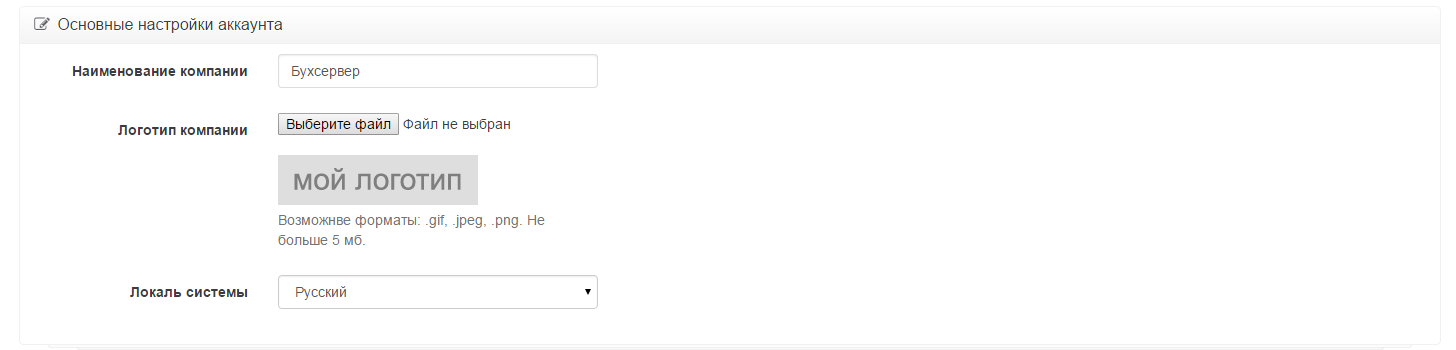 Основные настройки аккаунта
Наименование компании
Бухсервер
Логотип компании
Выберите файл Файл не выбран
МОЙ ЛОГОТИП
Возможнве форматы: .gif, .jpeg, .png. Не
больше 5 мб.
Локаль системы
Русский